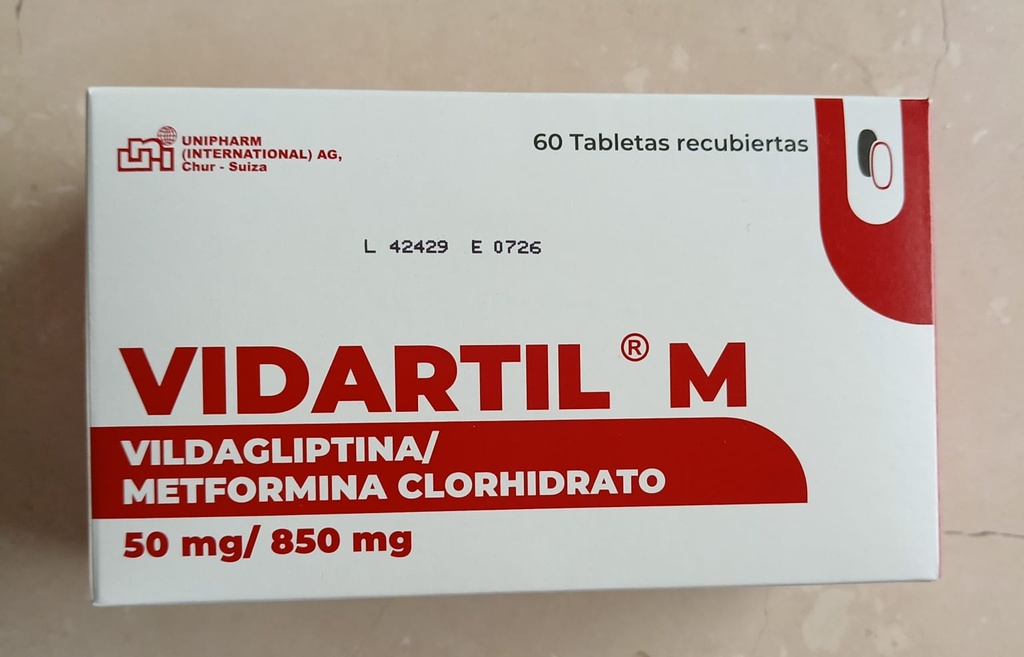 UNIPHARM
(INTERNATIONAL) AG,
Chur - Suiza
60 Tabletas recubiertas
L 42429 E 0726
VIDARTIL ® M
VILDAGLIPTINA/
METFORMINA CLORHIDRATO
50 mg/ 850 mg